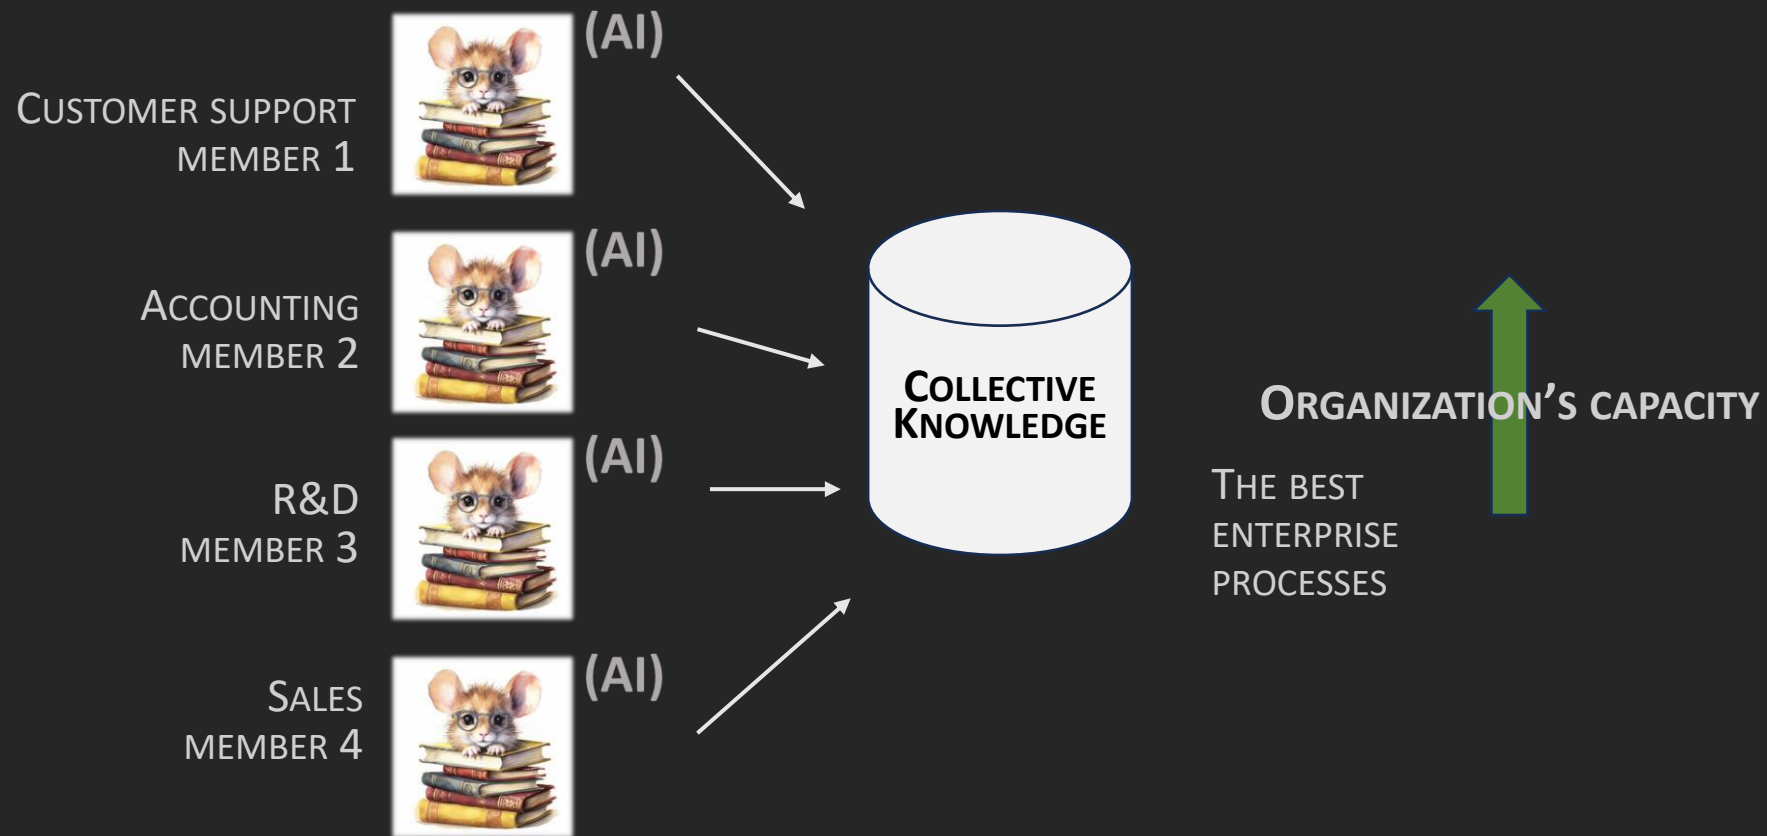 Customer support
member 1
(AI)
Accounting
member 2
(AI)
R&D
member 3
(AI)
Sales
member 4
(AI)
Collective
Knowledge
Organization’s capacity
The best
enterprise
processes